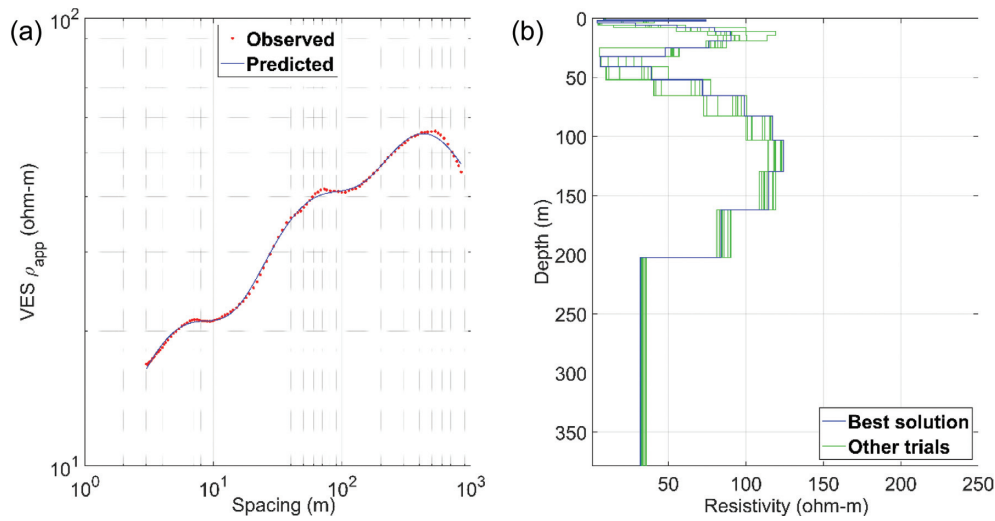 (a)
10²
Observed
Predicted
VES ρapp (ohm-m)
10¹
10⁰
10¹
10²
10³
Spacing (m)
(b)
0
50
100
150
200
250
300
350
Depth (m)
Best solution
Other trials
50
100
150
200
250
Resistivity (ohm-m)